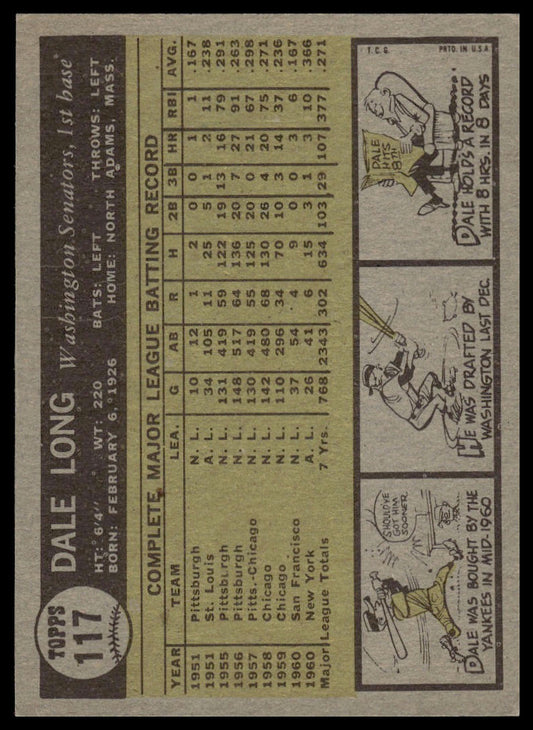 TOPPS
117
DALE LONG Washington Senators, 1st base
HT: 6'4" WT: 220 BATS: LEFT THROWS: LEFT
BORN: FEBRUARY 6, 1926 HOME: NORTH ADAMS, MASS.
COMPLETE MAJOR LEAGUE BATTING RECORD
YEAR TEAM LEA. G AB R H 2B 3B HR RBI AVG.
1951 Pittsburgh N. L. 10 12 1 2 0 0 1 1 .167
1951 St. Louis A. L. 34 105 11 25 5 1 2 11 .238
1955 Pittsburgh N. L. 131 419 59 122 19 13 16 79 .291
1956 Pittsburgh N. L. 148 517 64 136 20 7 27 91 .263
1957 Pitts.-Chicago N. L. 130 419 55 125 20 0 21 67 .298
1958 Chicago N. L. 142 480 68 130 26 4 20 75 .271
1959 Chicago N. L. 110 296 34 70 10 3 14 37 .236
1960 San Francisco N. L. 37 54 4 9 0 0 3 6 .167
1960 New York A. L. 26 41 6 15 3 1 3 10 .366
Major League Totals 7 Yrs. 768 2343 302 634 103 29 107 377 .271
SHOULD'VE
GOT HIM
SOONER.
DALE WAS BOUGHT BY THE
YANKEES IN MID-1960
HE WAS DRAFTED BY
WASHINGTON LAST DEC.
T.C.G. PRTD. IN U.S.A.
DALE
HITS
8TH
DALE HOLDS A RECORD
WITH 8 HRS. IN 8 DAYS